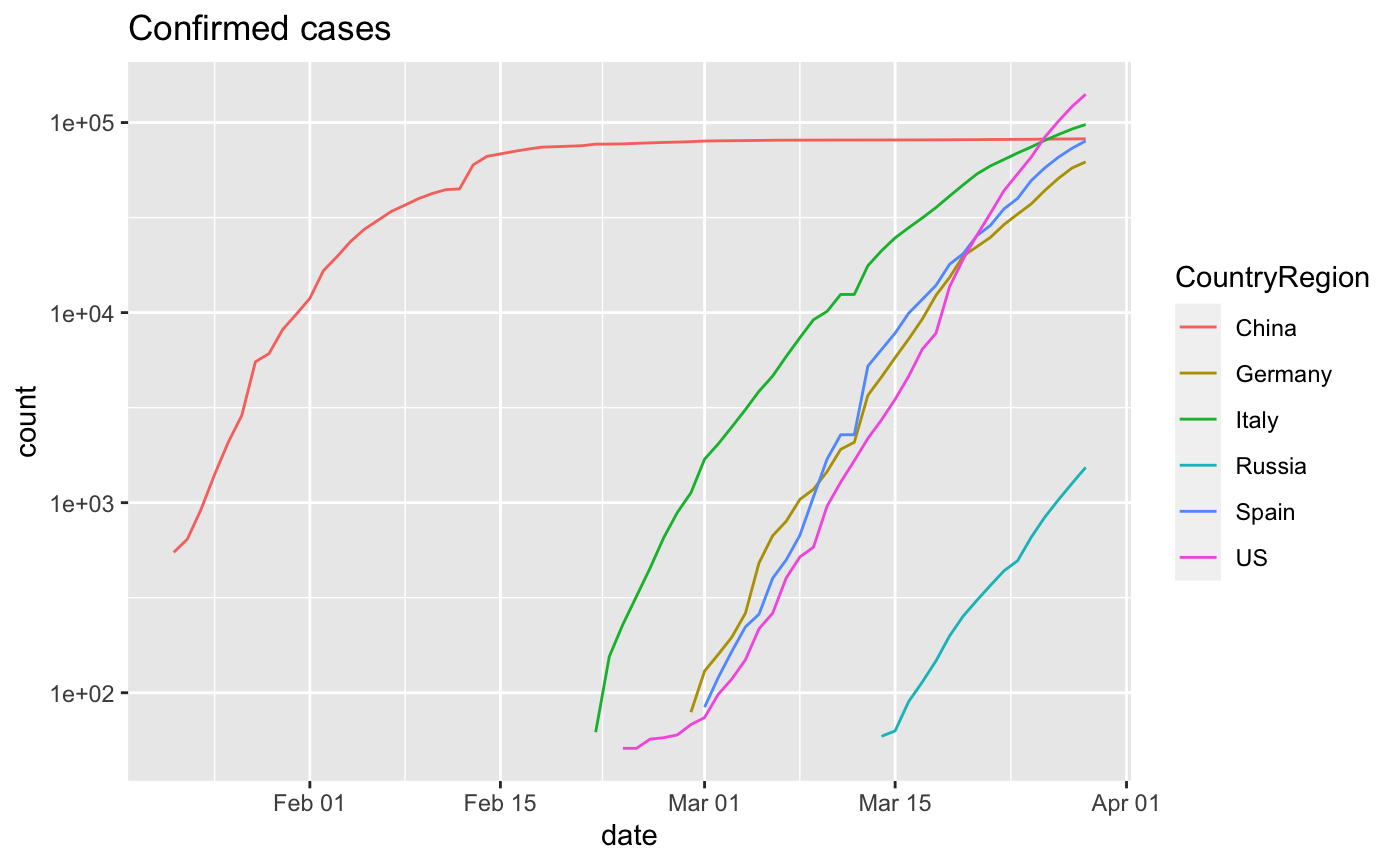 Confirmed cases
1e+05
1e+04
1e+03
1e+02
count
Feb 01
Feb 15
Mar 01
Mar 15
Apr 01
date
CountryRegion
China
Germany
Italy
Russia
Spain
US